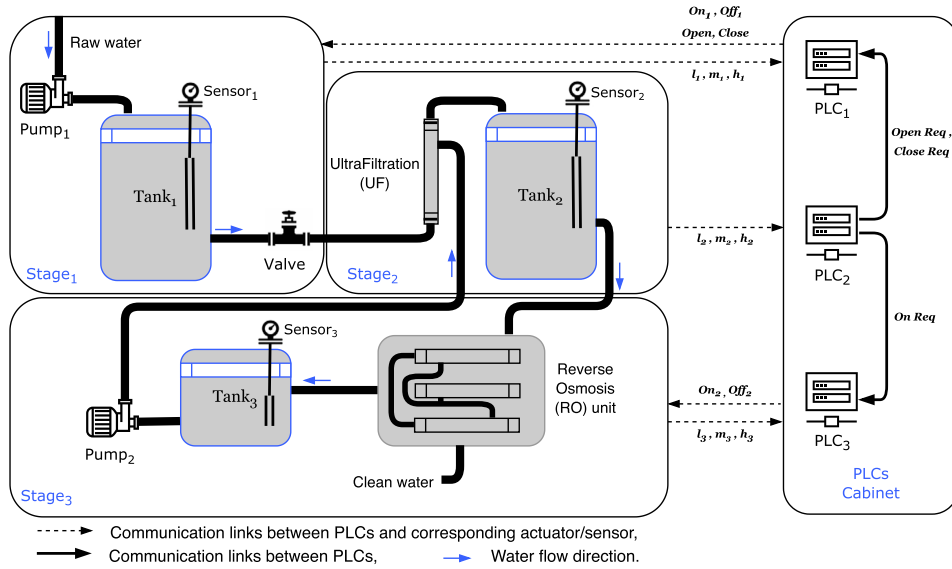 On₁ , Off₁
Open, Close
l₁ , m₁ , h₁
Raw water
Sensor₁
Pump₁
Tank₁
Valve
Stage₁
Sensor₂
UltraFiltration
(UF)
Tank₂
Stage₂
l₂ , m₂ , h₂
PLC₁
Open Req ,
Close Req
PLC₂
On Req
Sensor₃
Tank₃
Pump₂
Reverse
Osmosis
(RO) unit
Clean water
Stage₃
On₂ , Off₂
l₃ , m₃ , h₃
PLC₃
PLCs
Cabinet
Communication links between PLCs and corresponding actuator/sensor,
Communication links between PLCs,
Water flow direction.